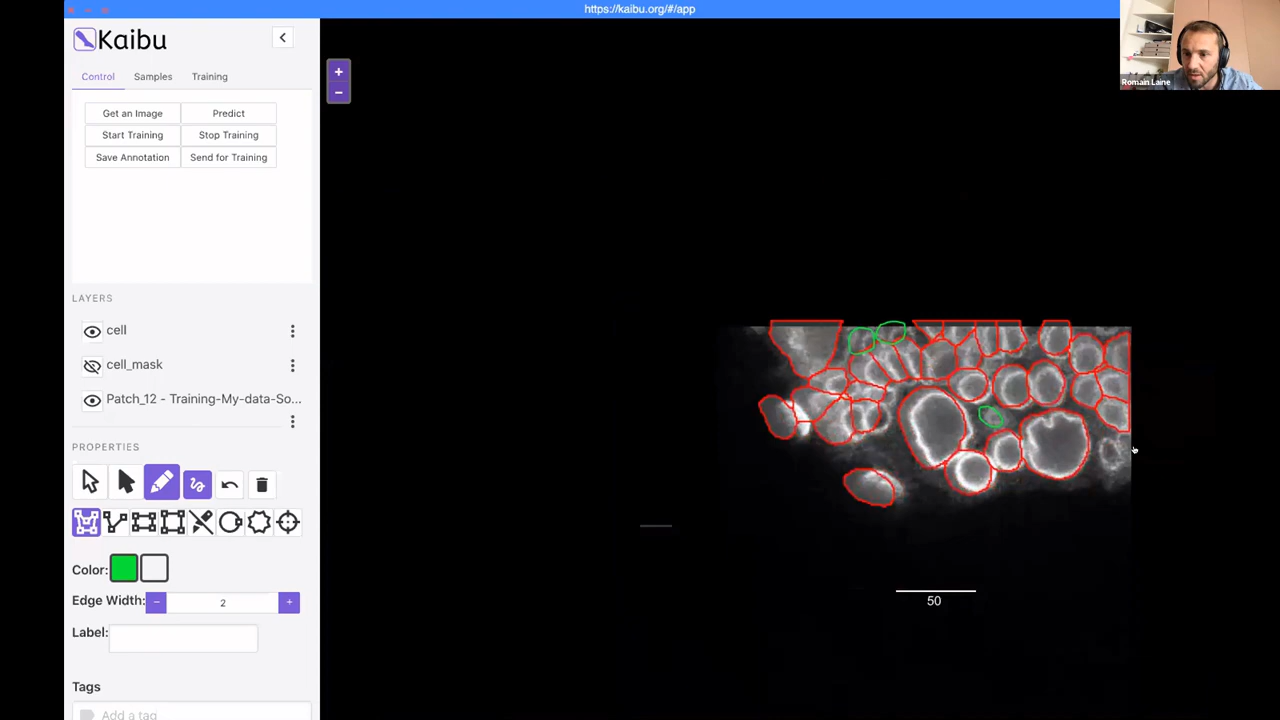 https://kaibu.org/#/app
Kaibu
Romain Laine
Control Samples Training
Get an Image Predict
Start Training Stop Training
Save Annotation Send for Training
LAYERS
cell
cell_mask
Patch_12 - Training-My-data-So...
PROPERTIES
Color:
Edge Width: − 2 +
Label:
Tags
Add a tag
+
−
50